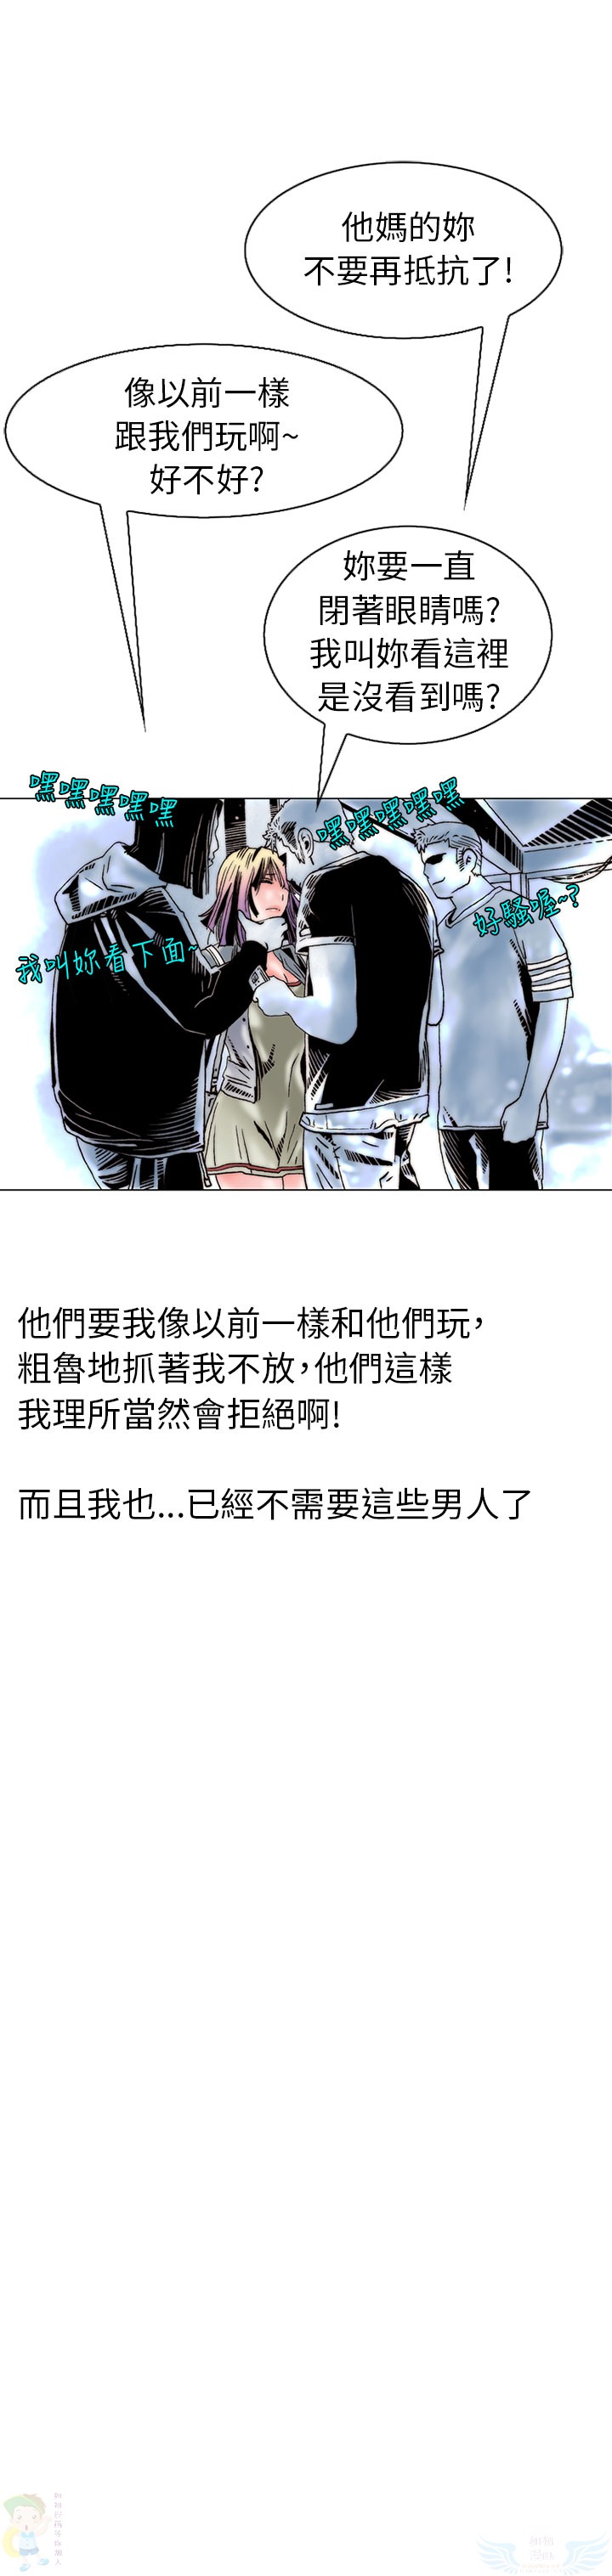 他媽的妳
不要再抵抗了!
像以前一樣
跟我們玩啊~
好不好?
妳要一直
閉著眼睛嗎?
我叫妳看這裡
是沒看到嗎?
嘿嘿嘿嘿嘿
嘿嘿嘿嘿嘿
好騷喔~?
我叫妳看下面~
他們要我像以前一樣和他們玩,
粗魯地抓著我不放,他們這樣
我理所當然會拒絕啊!
而且我也...已經不需要這些男人了